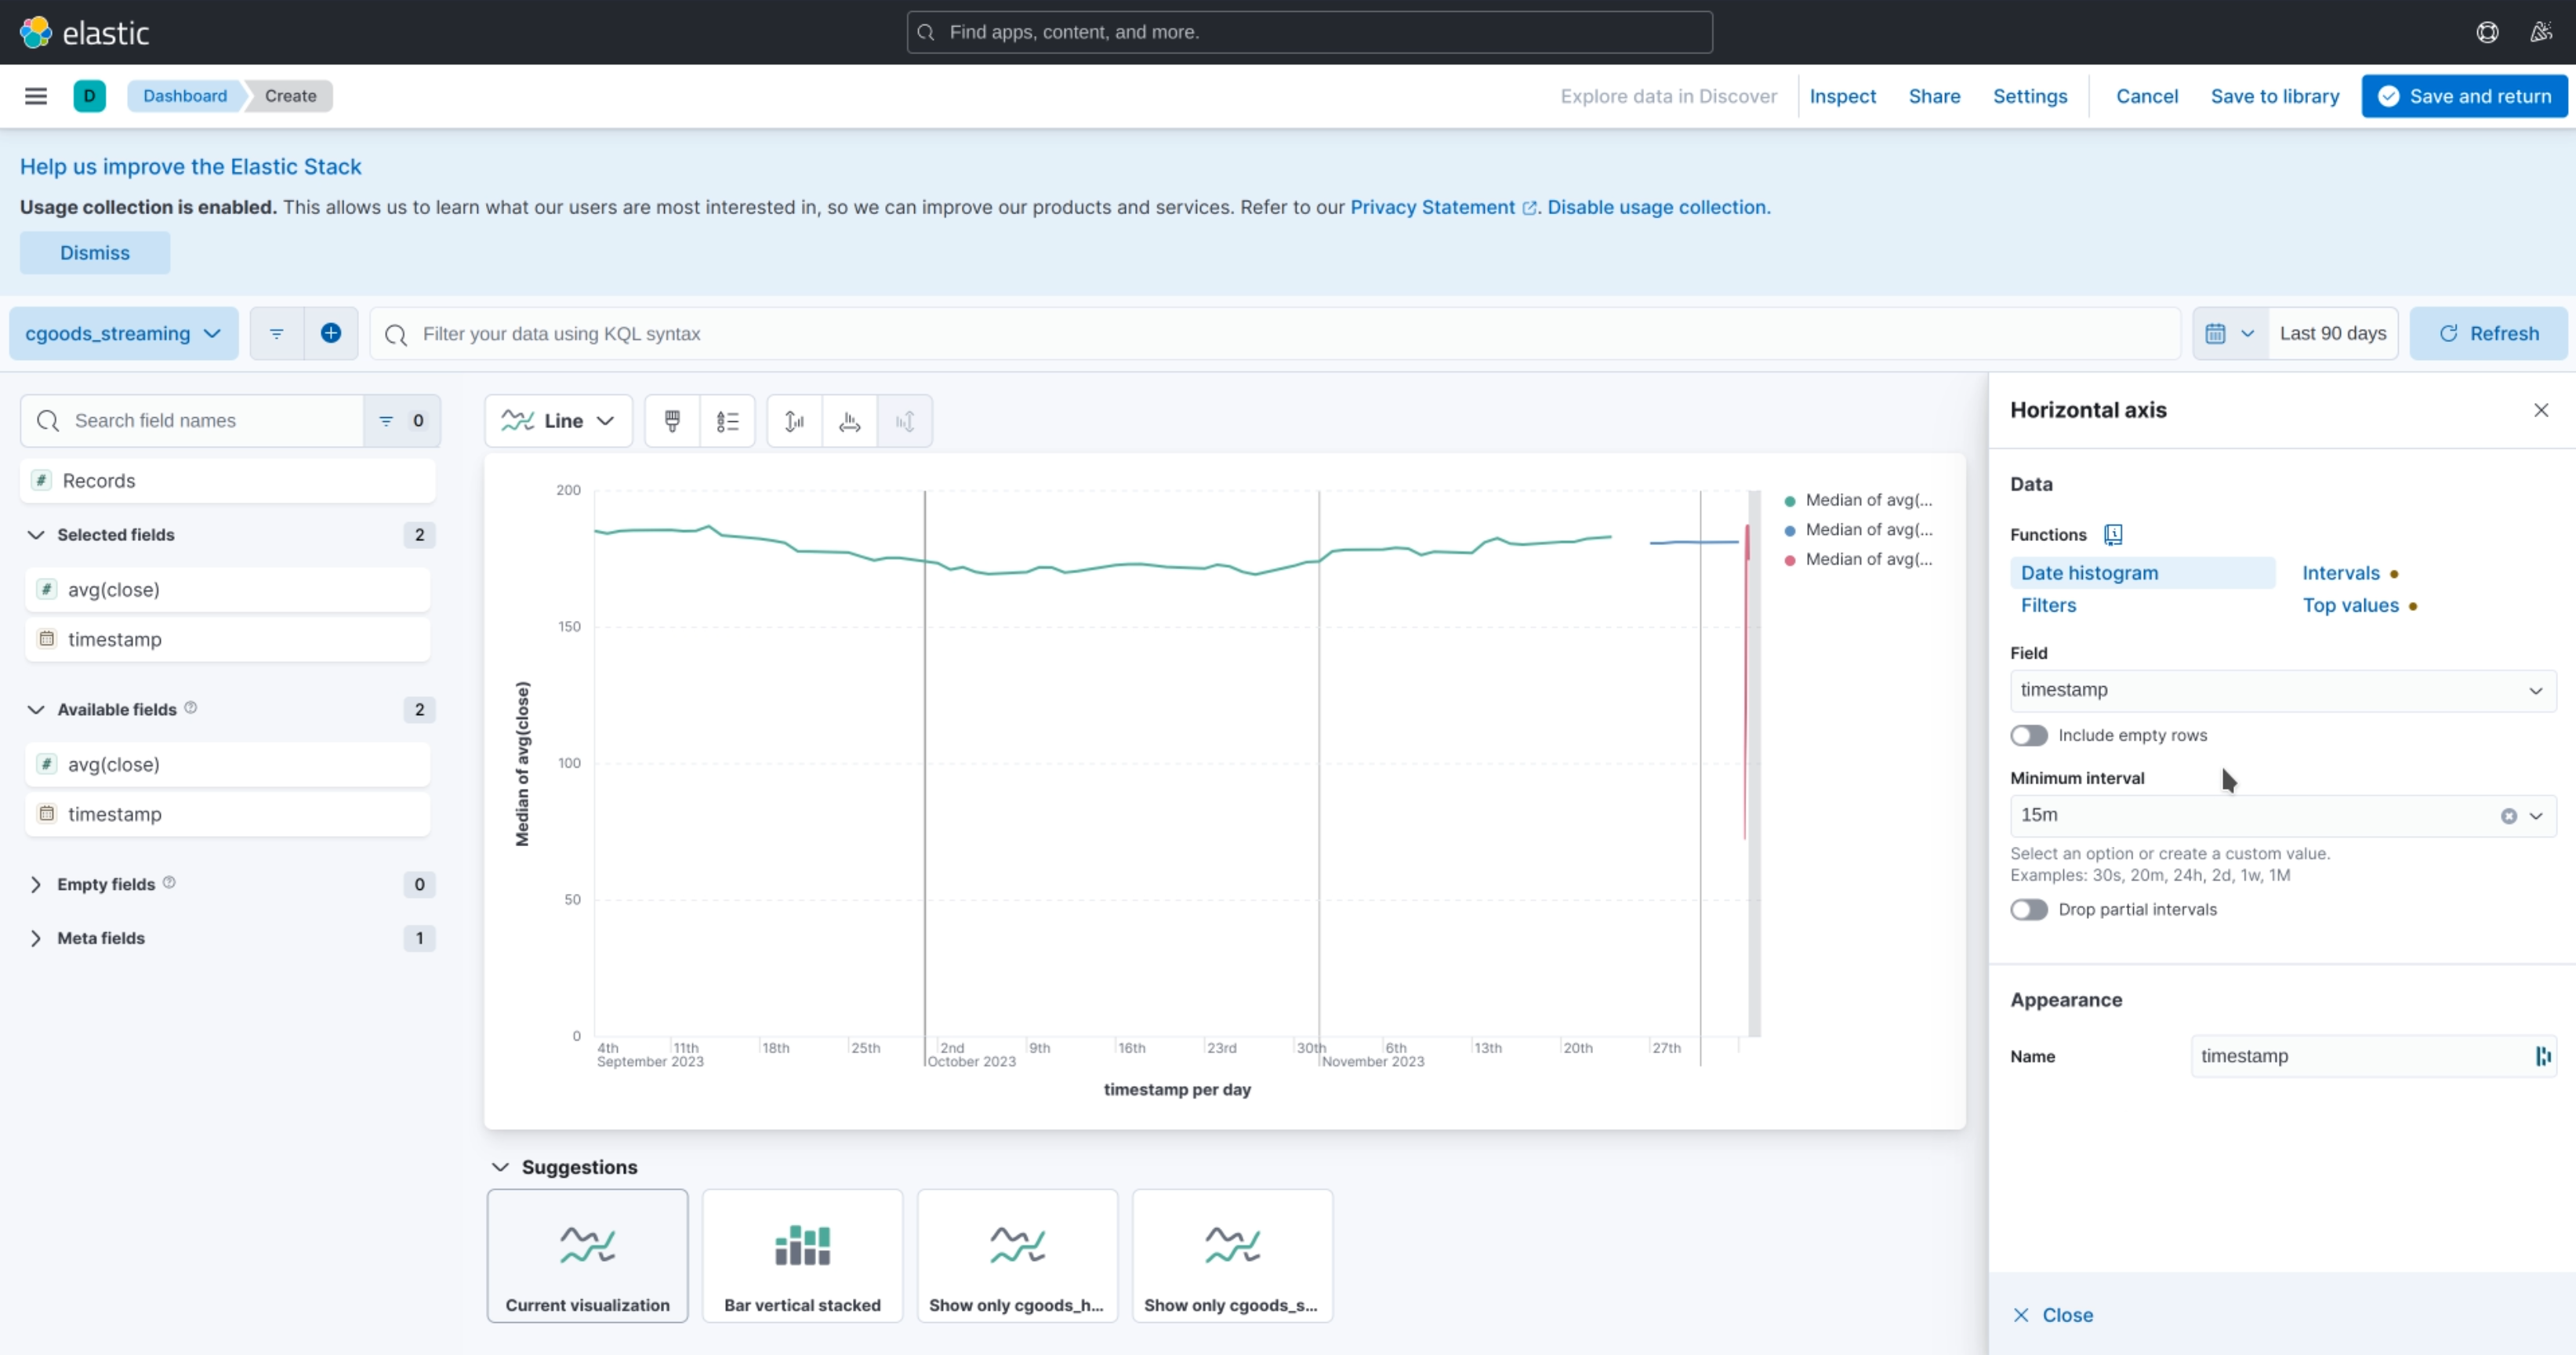 elastic
Find apps, content, and more.
D
Dashboard
Create
Explore data in Discover
Inspect
Share
Settings
Cancel
Save to library
Save and return
Help us improve the Elastic Stack
Usage collection is enabled. This allows us to learn what our users are most interested in, so we can improve our products and services. Refer to our Privacy Statement. Disable usage collection.
Dismiss
cgoods_streaming
Filter your data using KQL syntax
Last 90 days
Refresh
Search field names
0
Records
Selected fields
2
avg(close)
timestamp
Available fields
2
avg(close)
timestamp
Empty fields
0
Meta fields
1
Line
200
150
100
50
0
Median of avg(close)
4th
11th
18th
25th
2nd
9th
16th
23rd
30th
6th
13th
20th
27th
September 2023
October 2023
November 2023
timestamp per day
Median of avg(...
Median of avg(...
Median of avg(...
Suggestions
Current visualization
Bar vertical stacked
Show only cgoods_h...
Show only cgoods_s...
Horizontal axis
Data
Functions
Date histogram
Intervals
Filters
Top values
Field
timestamp
Include empty rows
Minimum interval
15m
Select an option or create a custom value.
Examples: 30s, 20m, 24h, 2d, 1w, 1M
Drop partial intervals
Appearance
Name
timestamp
Close